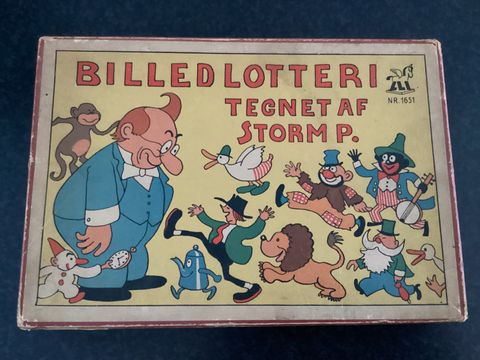 BILLEDLOTTERI
TEGNET AF
STORM P.
NR. 1651